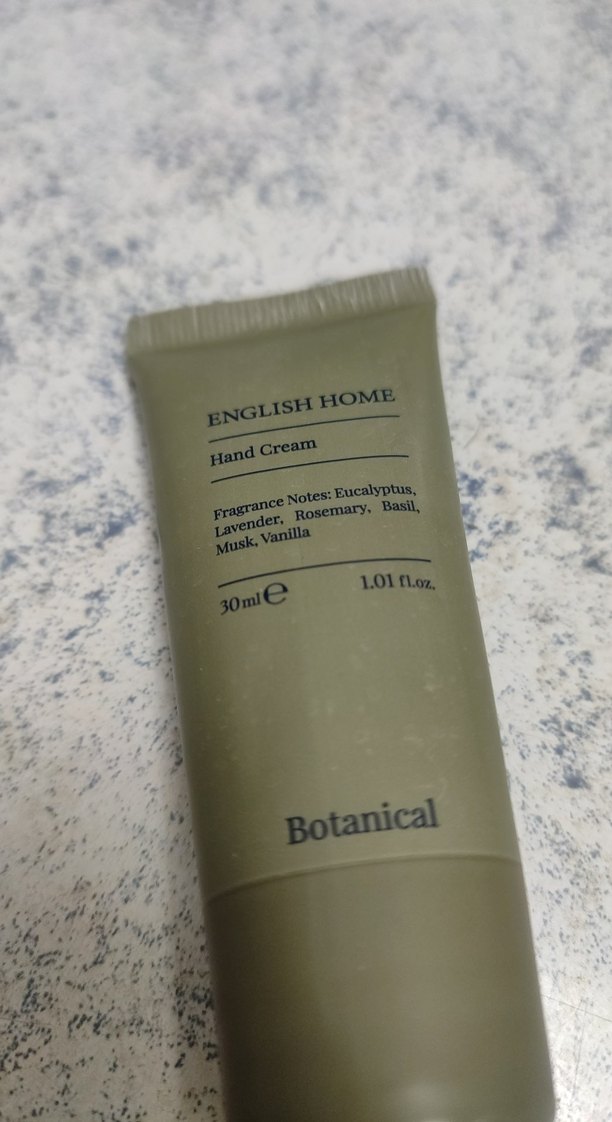 ENGLISH HOME
Hand Cream
Fragrance Notes: Eucalyptus,
Lavender, Rosemary, Basil,
Musk, Vanilla
30ml℮ 1.01 fl.oz.
Botanical